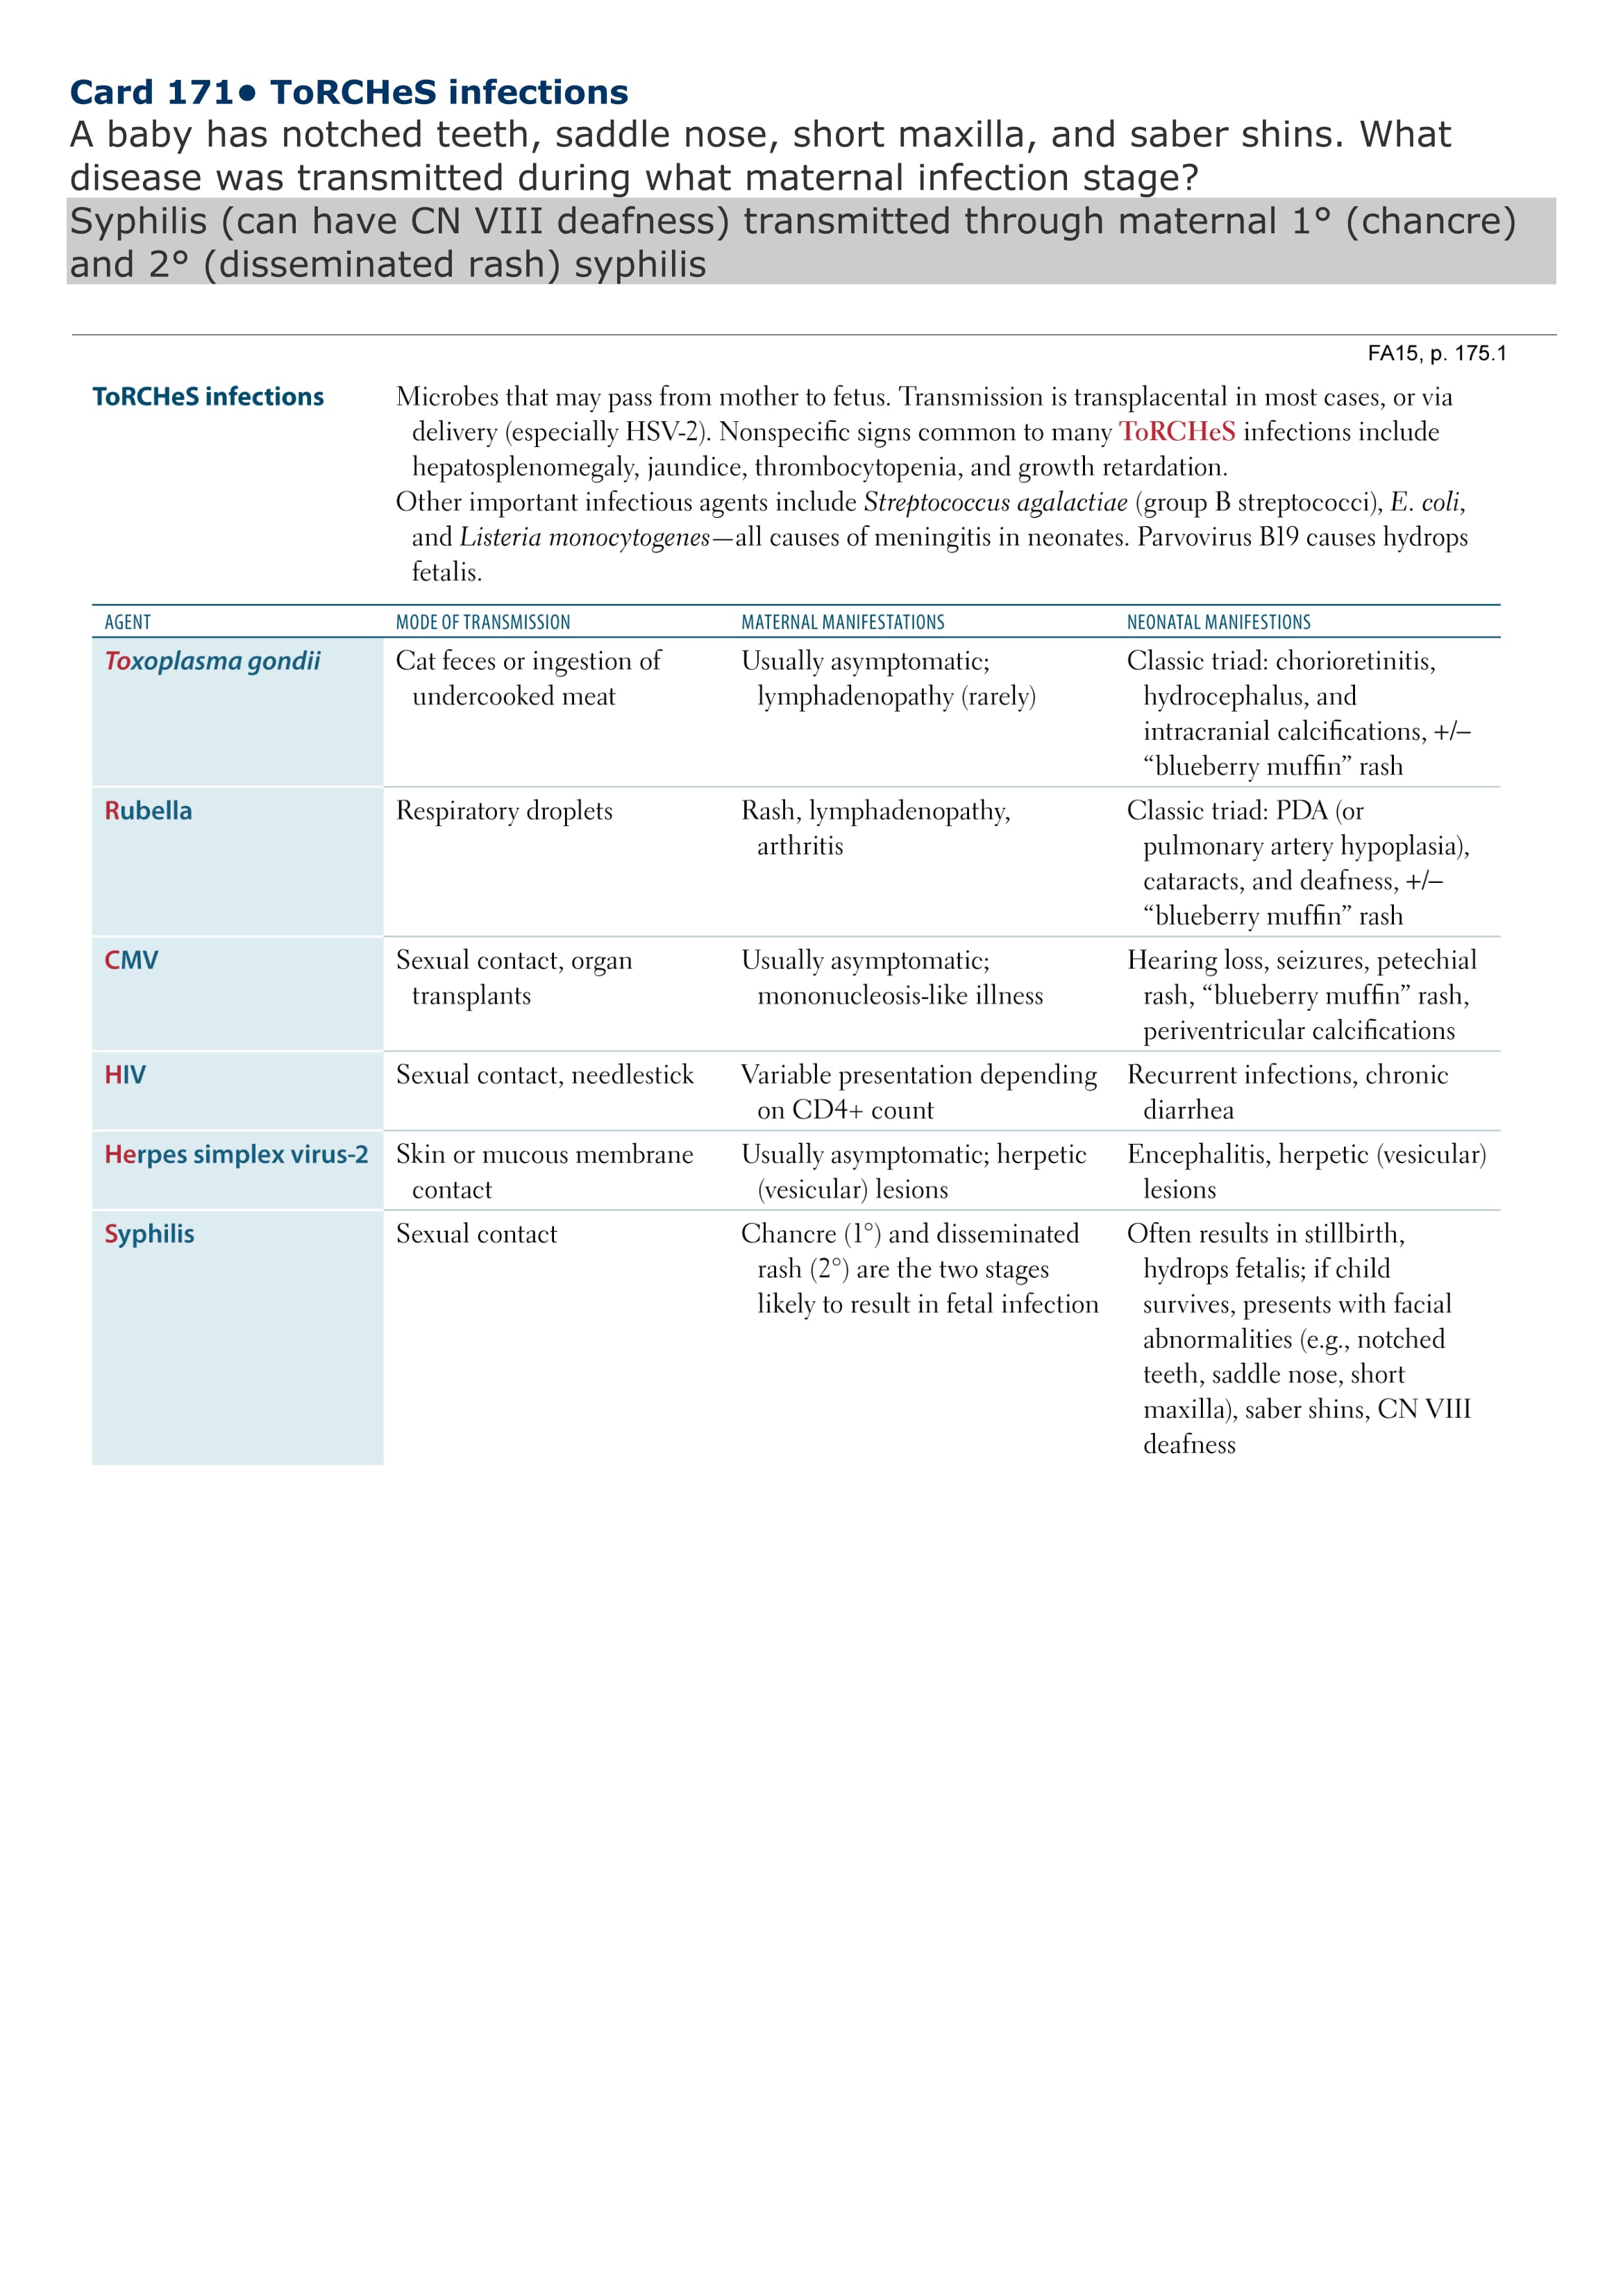 Card 171• ToRCHeS infections
A baby has notched teeth, saddle nose, short maxilla, and saber shins. What
disease was transmitted during what maternal infection stage?
Syphilis (can have CN VIII deafness) transmitted through maternal 1° (chancre)
and 2° (disseminated rash) syphilis
FA15, p. 175.1
ToRCHeS infections
Microbes that may pass from mother to fetus. Transmission is transplacental in most cases, or via
delivery (especially HSV-2). Nonspecific signs common to many ToRCHeS infections include
hepatosplenomegaly, jaundice, thrombocytopenia, and growth retardation.
Other important infectious agents include Streptococcus agalactiae (group B streptococci), E. coli,
and Listeria monocytogenes—all causes of meningitis in neonates. Parvovirus B19 causes hydrops
fetalis.
AGENT
MODE OF TRANSMISSION
MATERNAL MANIFESTATIONS
NEONATAL MANIFESTIONS
Toxoplasma gondii
Cat feces or ingestion of
undercooked meat
Usually asymptomatic;
lymphadenopathy (rarely)
Classic triad: chorioretinitis,
hydrocephalus, and
intracranial calcifications, +/–
“blueberry muffin” rash
Rubella
Respiratory droplets
Rash, lymphadenopathy,
arthritis
Classic triad: PDA (or
pulmonary artery hypoplasia),
cataracts, and deafness, +/–
“blueberry muffin” rash
CMV
Sexual contact, organ
transplants
Usually asymptomatic;
mononucleosis-like illness
Hearing loss, seizures, petechial
rash, “blueberry muffin” rash,
periventricular calcifications
HIV
Sexual contact, needlestick
Variable presentation depending
on CD4+ count
Recurrent infections, chronic
diarrhea
Herpes simplex virus-2
Skin or mucous membrane
contact
Usually asymptomatic; herpetic
(vesicular) lesions
Encephalitis, herpetic (vesicular)
lesions
Syphilis
Sexual contact
Chancre (1°) and disseminated
rash (2°) are the two stages
likely to result in fetal infection
Often results in stillbirth,
hydrops fetalis; if child
survives, presents with facial
abnormalities (e.g., notched
teeth, saddle nose, short
maxilla), saber shins, CN VIII
deafness